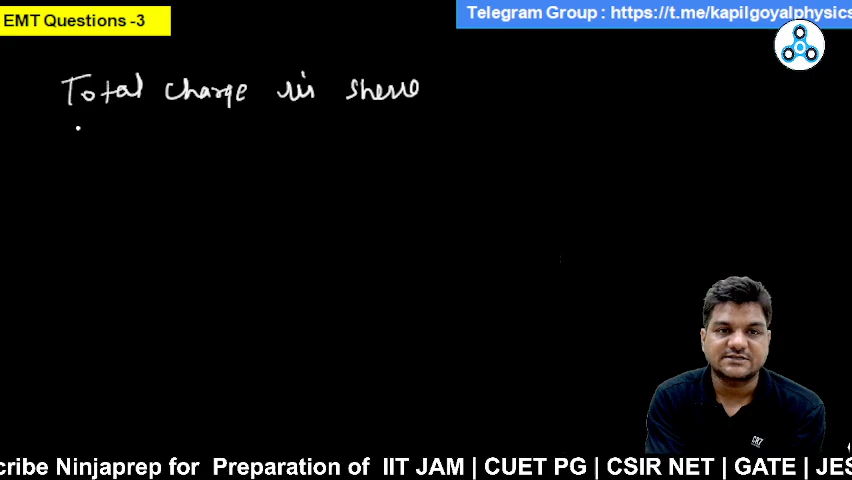 EMT Questions -3
Telegram Group : https://t.me/kapilgoyalphysics
Total charge in
cribe Ninjaprep for Preparation of IIT JAM | CUET PG | CSIR NET | GATE | JES